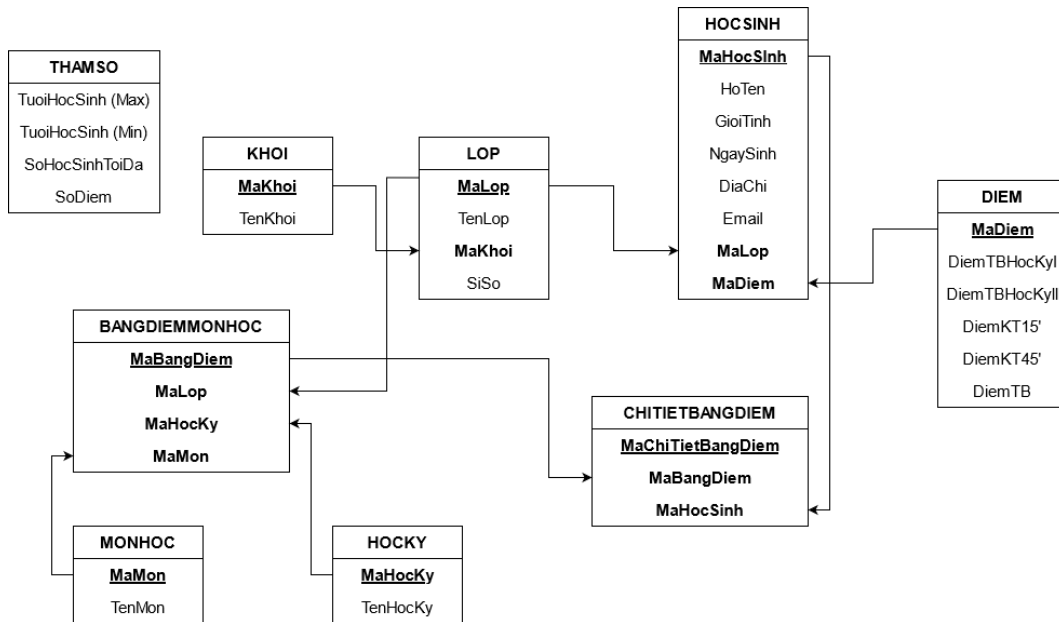 THAMSO
TuoiHocSinh (Max)
TuoiHocSinh (Min)
SoHocSinhToiDa
SoDiem
KHOI
MaKhoi
TenKhoi
LOP
MaLop
TenLop
MaKhoi
SiSo
HOCSINH
MaHocSInh
HoTen
GioiTinh
NgaySinh
DiaChi
Email
MaLop
MaDiem
DIEM
MaDiem
DiemTBHocKyI
DiemTBHocKyII
DiemKT15'
DiemKT45'
DiemTB
BANGDIEMMONHOC
MaBangDiem
MaLop
MaHocKy
MaMon
CHITIETBANGDIEM
MaChiTietBangDiem
MaBangDiem
MaHocSinh
MONHOC
MaMon
TenMon
HOCKY
MaHocKy
TenHocKy